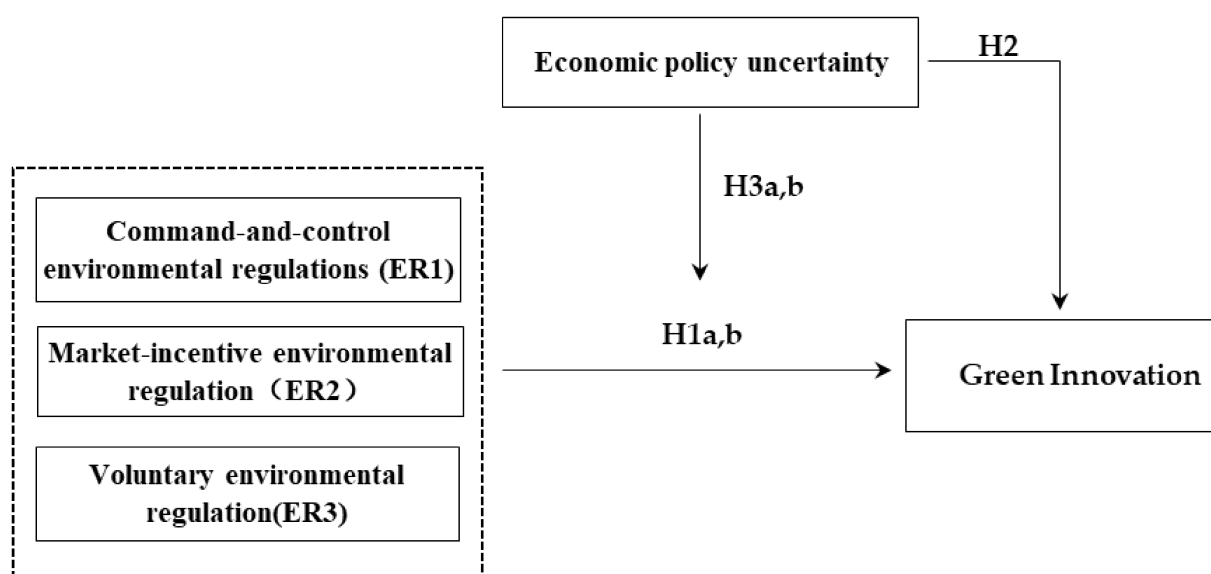 Economic policy uncertainty
H2
H3a,b
Command-and-control
environmental regulations (ER1)
Market-incentive environmental
regulation（ER2）
Voluntary environmental
regulation(ER3)
H1a,b
Green Innovation